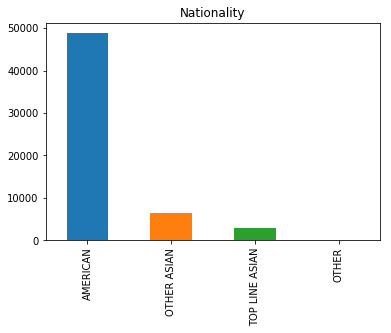 Nationality
50000
40000
30000
20000
10000
0
AMERICAN
OTHER ASIAN
TOP LINE ASIAN
OTHER